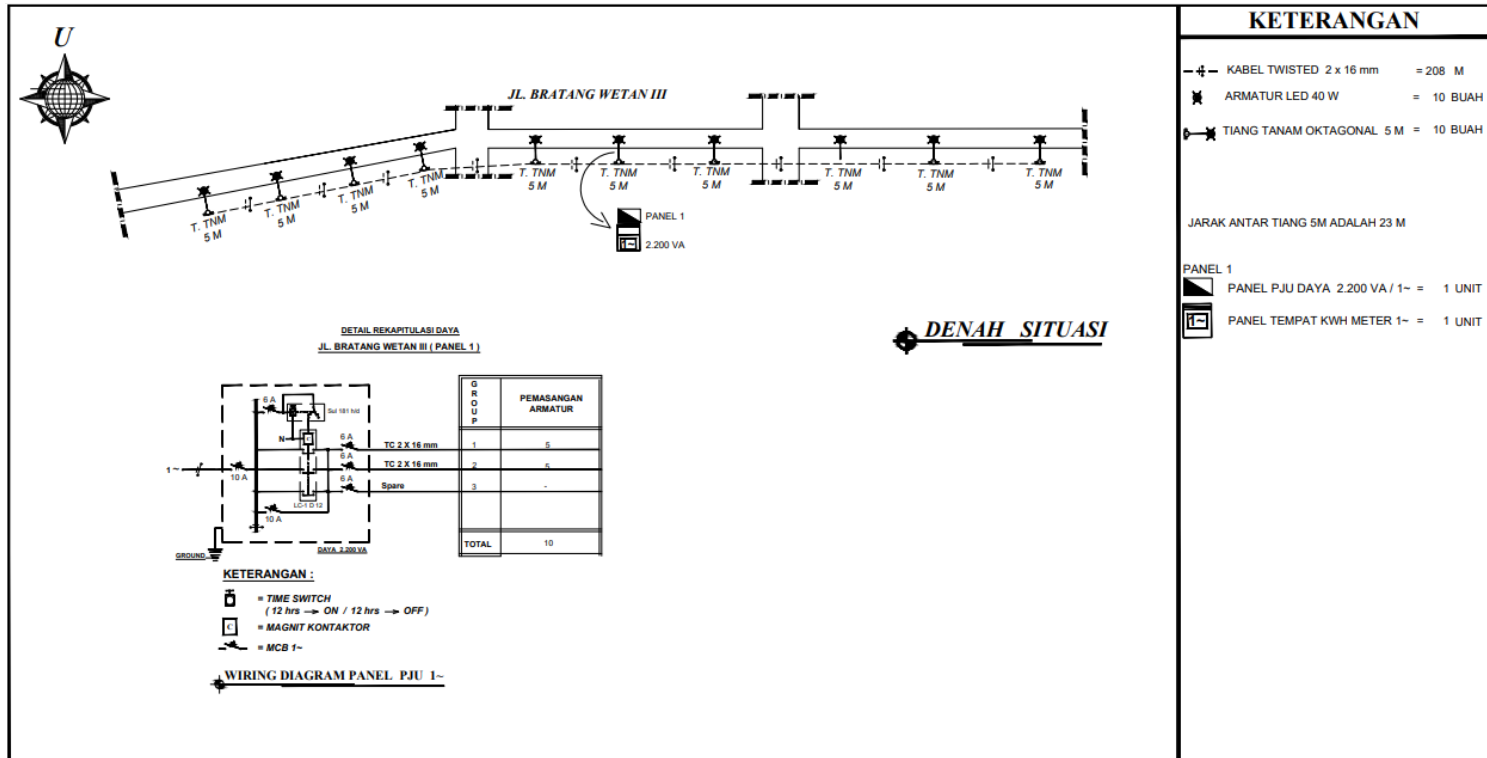 U
JL. BRATANG WETAN III
T. TNM
5 M
T. TNM
5 M
T. TNM
5 M
T. TNM
5 M
T. TNM
5 M
T. TNM
5 M
T. TNM
5 M
T. TNM
5 M
T. TNM
5 M
T. TNM
5 M
PANEL 1
1~ 2.200 VA
DENAH SITUASI
DETAIL REKAPITULASI DAYA
JL. BRATANG WETAN III ( PANEL 1 )
6 A
Sul 181 h/d
N
C
6 A
TC 2 X 16 mm
6 A
TC 2 X 16 mm
1~
10 A
6 A
Spare
LC-1 D 12
10 A
GROUND
DAYA 2.200 VA
GROUP PEMASANGAN
ARMATUR
1 5
2 5
3 -
TOTAL 10
KETERANGAN :
= TIME SWITCH
( 12 hrs → ON / 12 hrs → OFF )
C = MAGNIT KONTAKTOR
= MCB 1~
WIRING DIAGRAM PANEL PJU 1~
KETERANGAN
KABEL TWISTED 2 x 16 mm = 208 M
ARMATUR LED 40 W = 10 BUAH
TIANG TANAM OKTAGONAL 5 M = 10 BUAH
JARAK ANTAR TIANG 5M ADALAH 23 M
PANEL 1
PANEL PJU DAYA 2.200 VA / 1~ = 1 UNIT
1~ PANEL TEMPAT KWH METER 1~ = 1 UNIT